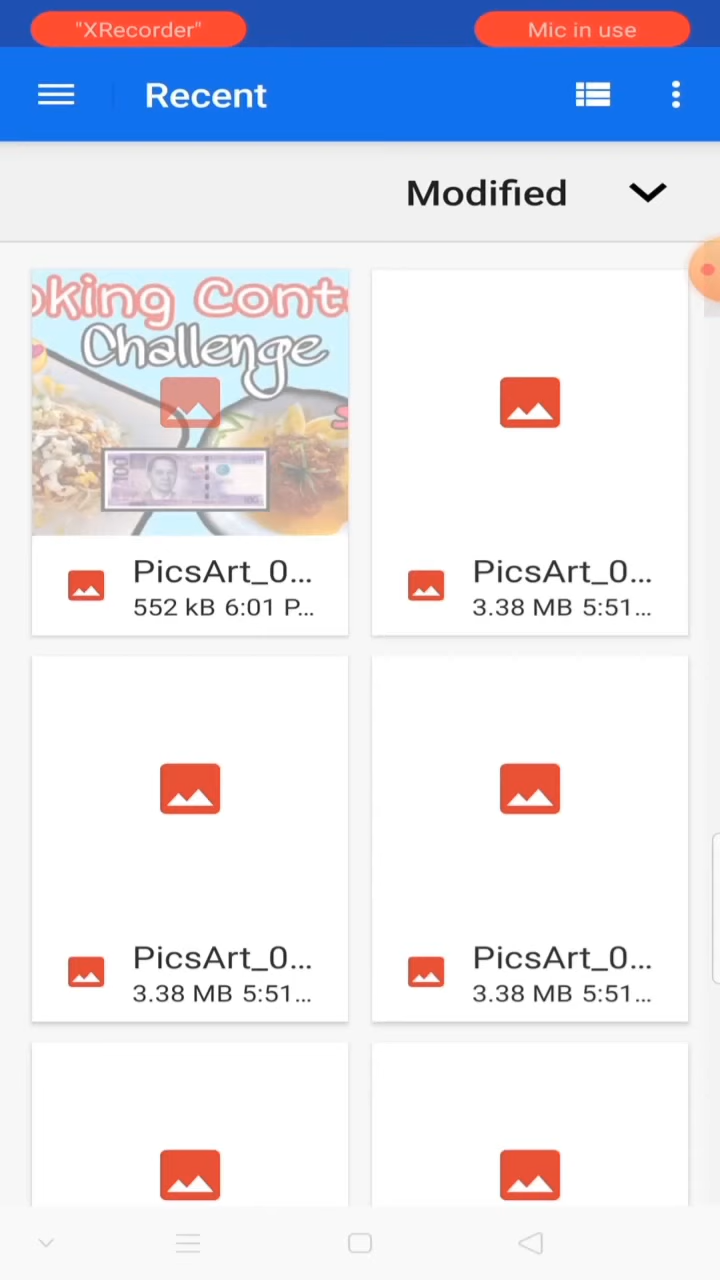 "XRecorder"
Mic in use
Recent
Modified
oking Cont
Challenge
100
100
PicsArt_0...
552 kB 6:01 P...
PicsArt_0...
3.38 MB 5:51...
PicsArt_0...
3.38 MB 5:51...
PicsArt_0...
3.38 MB 5:51...